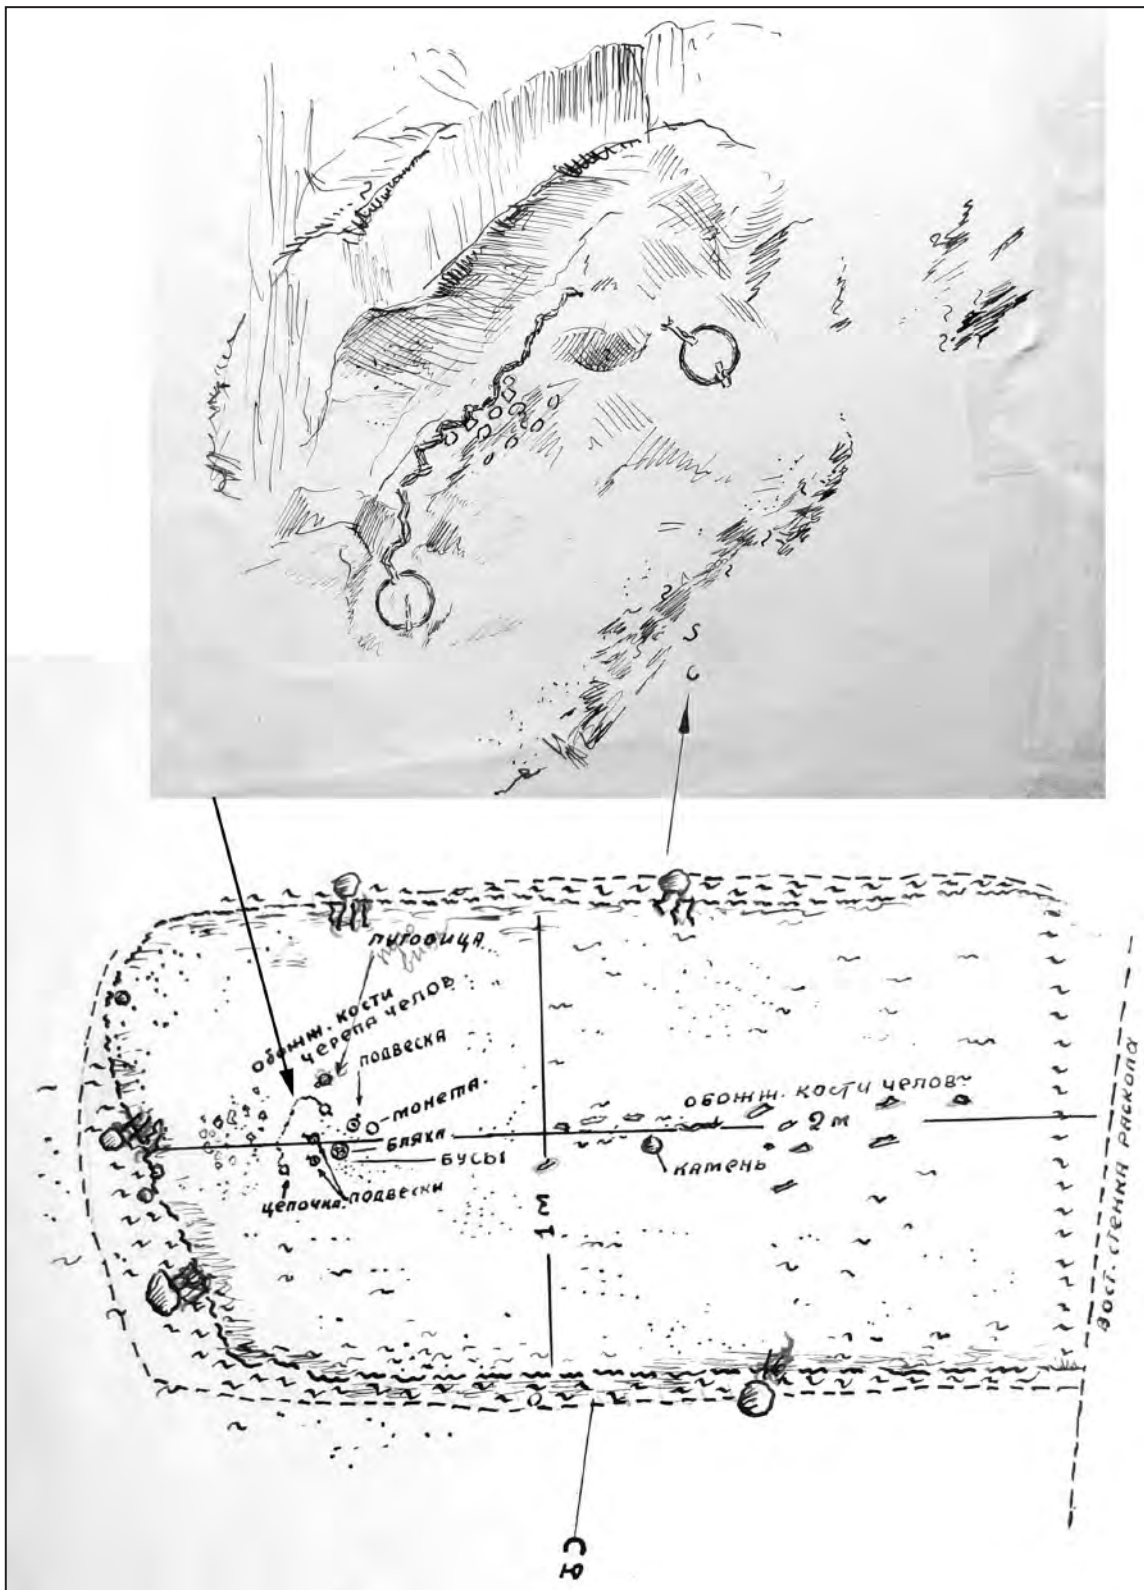 S
С
ПУГОВИЦА
Обожж. кости
черепа челов
ПОДВЕСКА
МОНЕТА.
БЛЯХА
БУСЫ
ЦЕПОЧКА.
ПОДВЕСКИ
обожж. кости челов
2 м
КАМЕНЬ
1 м
ВОСТ. СТЕНКА РАСКОПА
С
Ю